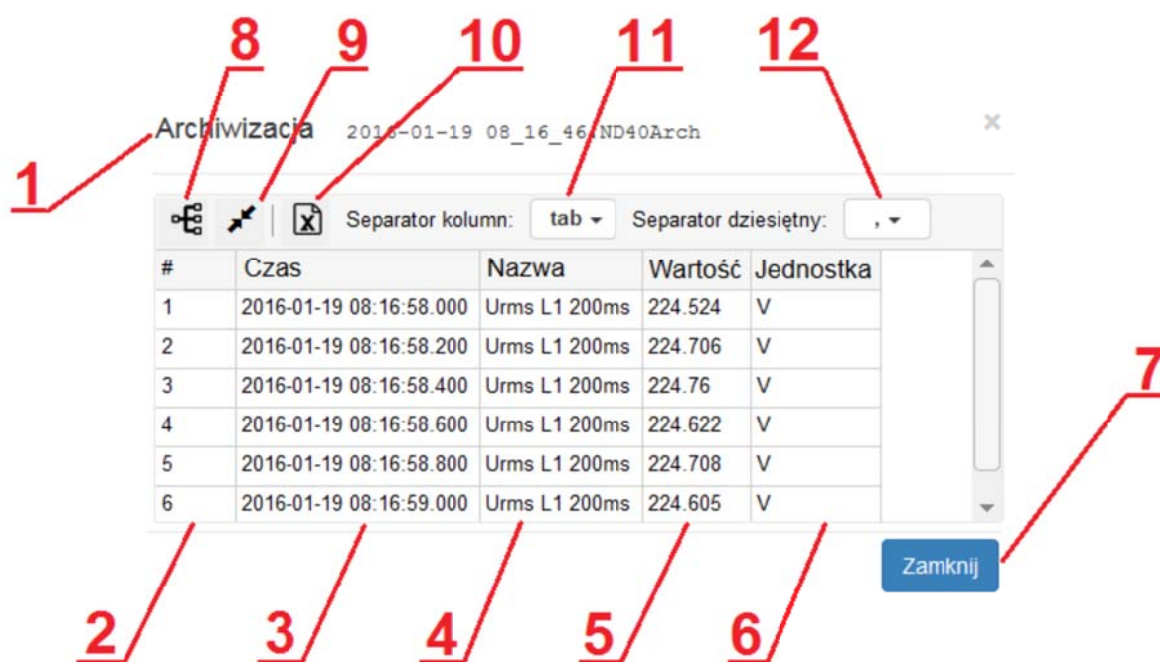 8 9 10 11 12
Archiwizacja 2016-01-19 08_16_46.ND40Arch ×
1
Separator kolumn: tab Separator dziesiętny: ,
# Czas Nazwa Wartość Jednostka
1 2016-01-19 08:16:58.000 Urms L1 200ms 224.524 V
2 2016-01-19 08:16:58.200 Urms L1 200ms 224.706 V
3 2016-01-19 08:16:58.400 Urms L1 200ms 224.76 V
7
4 2016-01-19 08:16:58.600 Urms L1 200ms 224.622 V
5 2016-01-19 08:16:58.800 Urms L1 200ms 224.708 V
6 2016-01-19 08:16:59.000 Urms L1 200ms 224.605 V
Zamknij
2 3 4 5 6